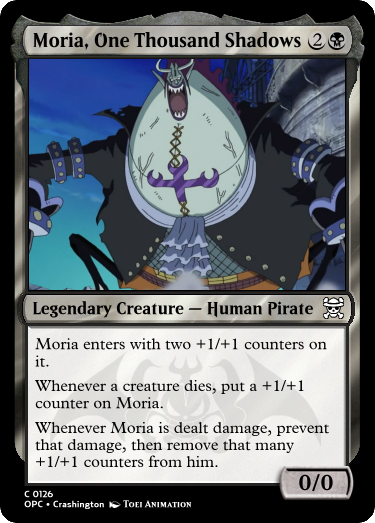 Moria, One Thousand Shadows 2
Legendary Creature — Human Pirate
Moria enters with two +1/+1 counters on
it.
Whenever a creature dies, put a +1/+1
counter on Moria.
Whenever Moria is dealt damage, prevent
that damage, then remove that many
+1/+1 counters from him.
0/0
C 0126
OPC • Crashington TOEI ANIMATION